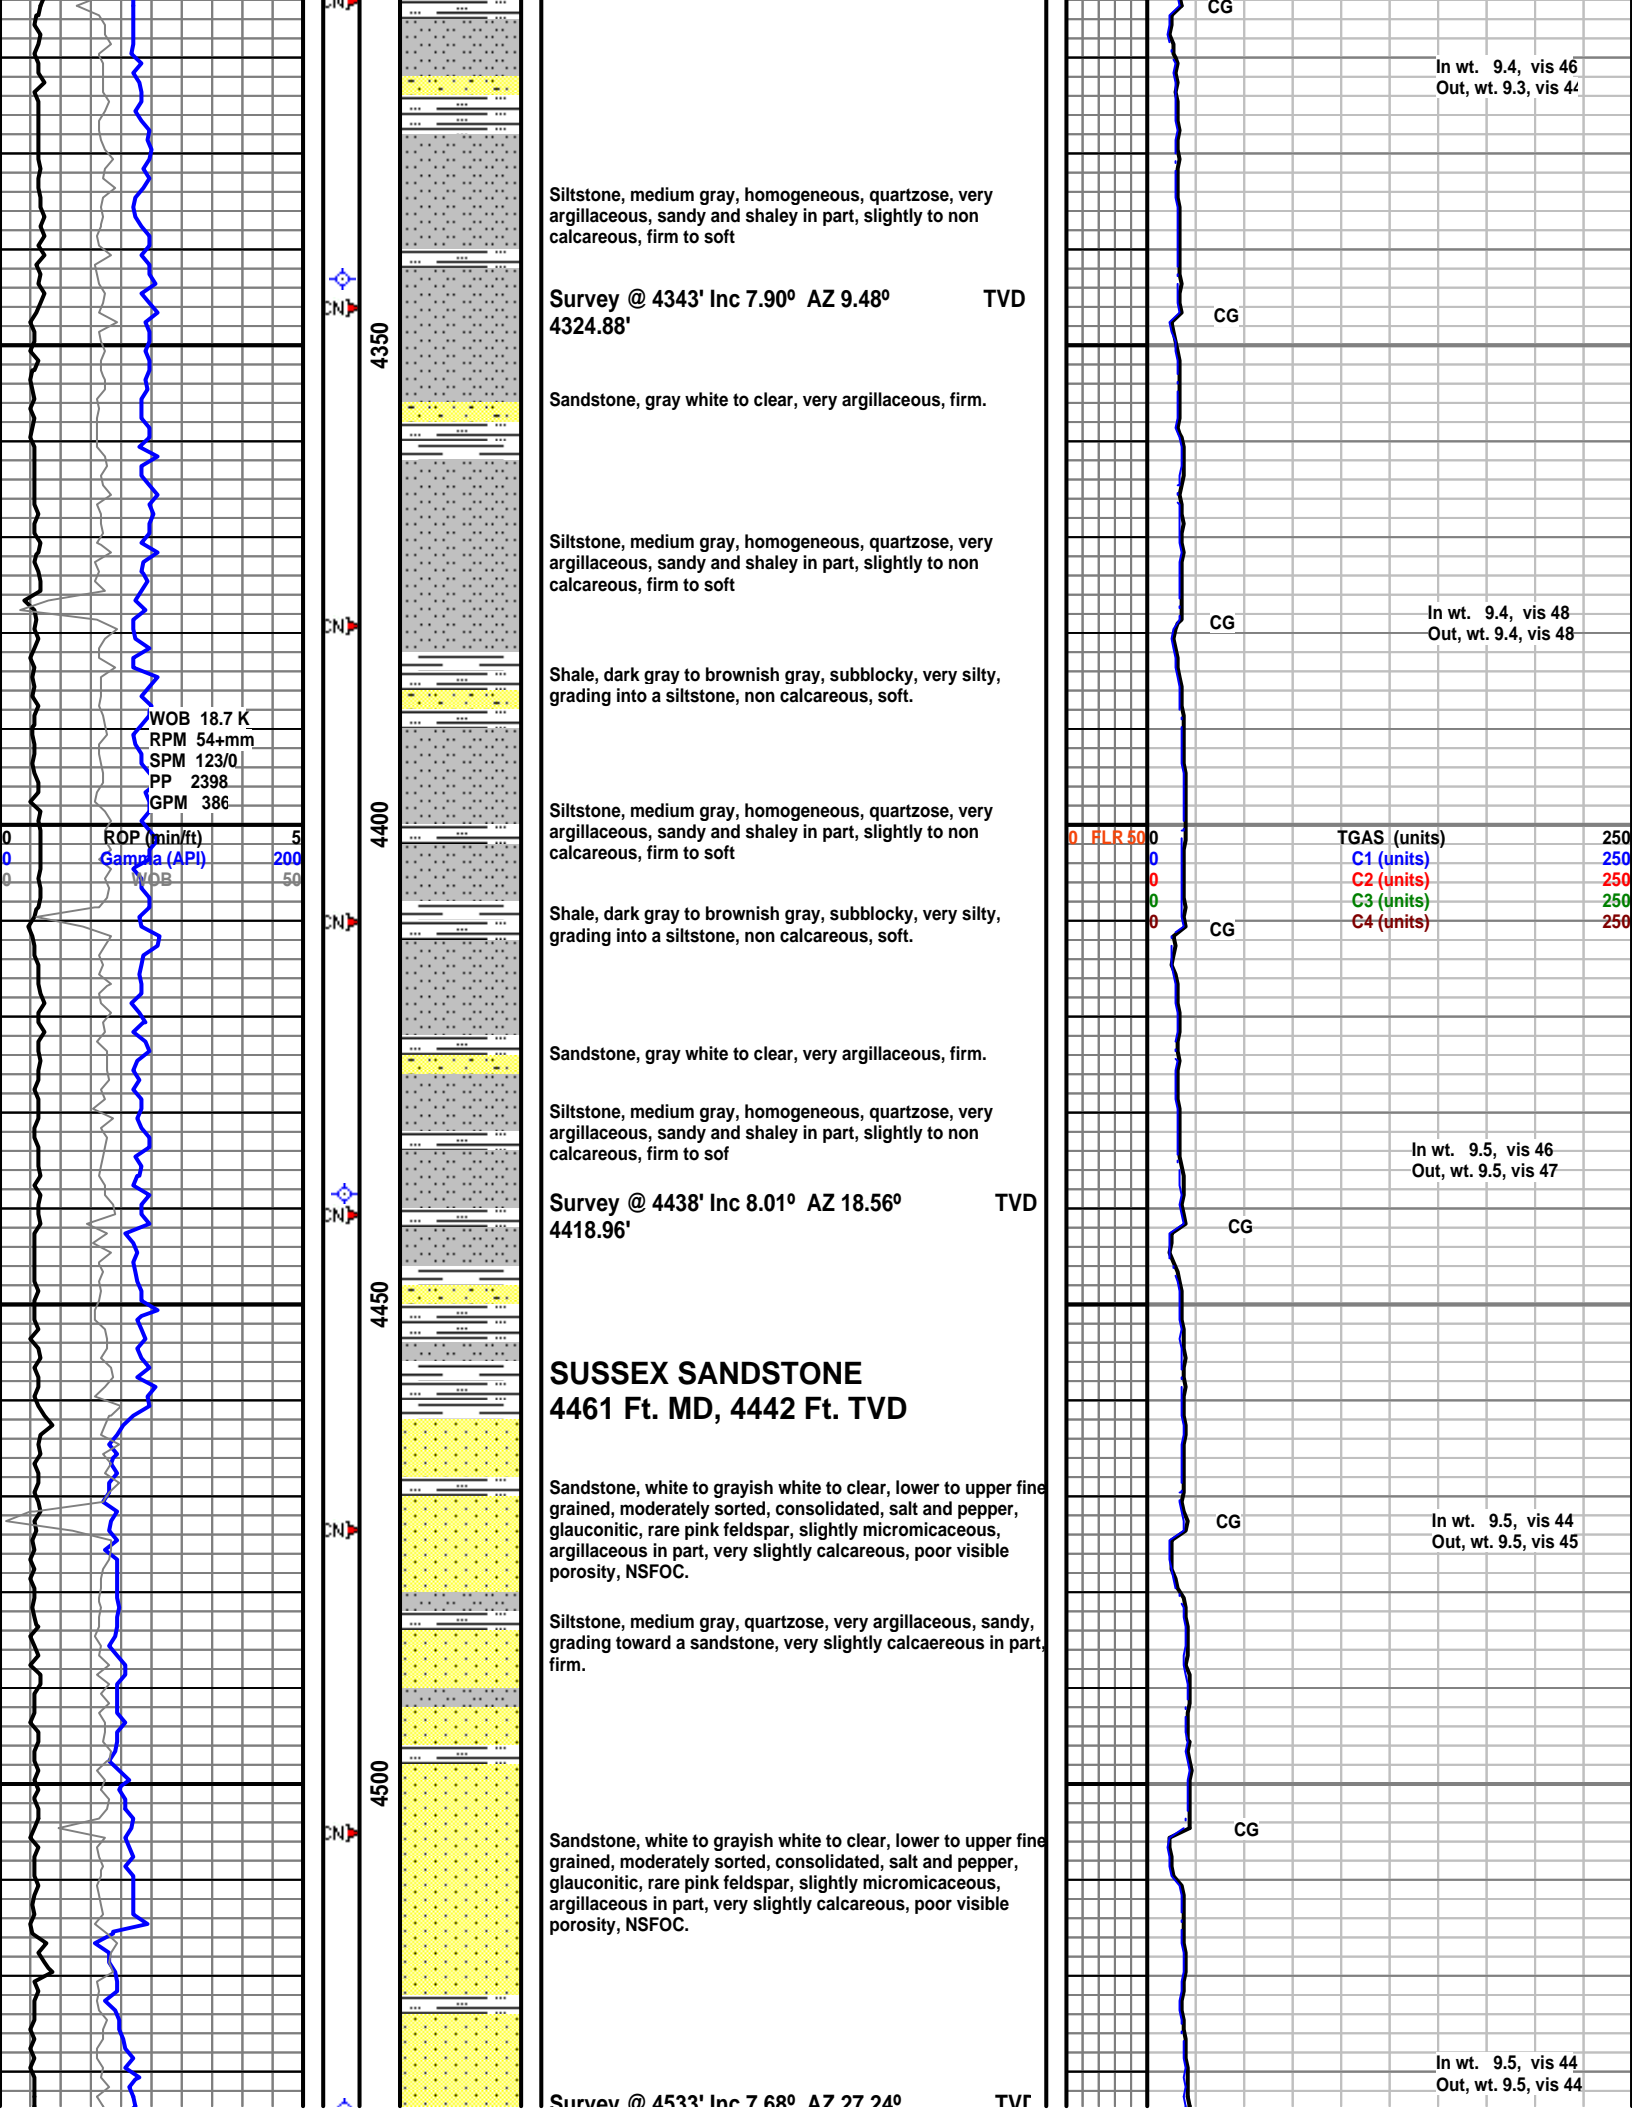 CN]
CG
In wt. 9.4, vis 46
Out, wt. 9.3, vis 44
Siltstone, medium gray, homogeneous, quartzose, very
argillaceous, sandy and shaley in part, slightly to non
calcareous, firm to soft
Survey @ 4343' Inc 7.90º AZ 9.48º TVD
4324.88'
CN]
CG
4350
Sandstone, gray white to clear, very argillaceous, firm.
Siltstone, medium gray, homogeneous, quartzose, very
argillaceous, sandy and shaley in part, slightly to non
calcareous, firm to soft
CN]
CG
In wt. 9.4, vis 48
Out, wt. 9.4, vis 48
Shale, dark gray to brownish gray, subblocky, very silty,
grading into a siltstone, non calcareous, soft.
WOB 18.7 K
RPM 54+mm
SPM 123/0
PP 2398
GPM 386
4400
Siltstone, medium gray, homogeneous, quartzose, very
argillaceous, sandy and shaley in part, slightly to non
calcareous, firm to soft
0 ROP (min/ft) 5
0 Gamma (API) 200
0 WOB 50
0 FLR 50
0 TGAS (units) 250
0 C1 (units) 250
0 C2 (units) 250
0 C3 (units) 250
0 C4 (units) 250
CN]
CG
Shale, dark gray to brownish gray, subblocky, very silty,
grading into a siltstone, non calcareous, soft.
Sandstone, gray white to clear, very argillaceous, firm.
Siltstone, medium gray, homogeneous, quartzose, very
argillaceous, sandy and shaley in part, slightly to non
calcareous, firm to sof
In wt. 9.5, vis 46
Out, wt. 9.5, vis 47
Survey @ 4438' Inc 8.01º AZ 18.56º TVD
4418.96'
CN]
CG
4450
SUSSEX SANDSTONE
4461 Ft. MD, 4442 Ft. TVD
Sandstone, white to grayish white to clear, lower to upper fine
grained, moderately sorted, consolidated, salt and pepper,
glauconitic, rare pink feldspar, slightly micromicaceous,
argillaceous in part, very slightly calcareous, poor visible
porosity, NSFOC.
CN]
CG
In wt. 9.5, vis 44
Out, wt. 9.5, vis 45
Siltstone, medium gray, quartzose, very argillaceous, sandy,
grading toward a sandstone, very slightly calcaereous in part,
firm.
4500
CN]
CG
Sandstone, white to grayish white to clear, lower to upper fine
grained, moderately sorted, consolidated, salt and pepper,
glauconitic, rare pink feldspar, slightly micromicaceous,
argillaceous in part, very slightly calcareous, poor visible
porosity, NSFOC.
In wt. 9.5, vis 44
Out, wt. 9.5, vis 44
Survey @ 4533' Inc 7.68º AZ 27.24º TVD